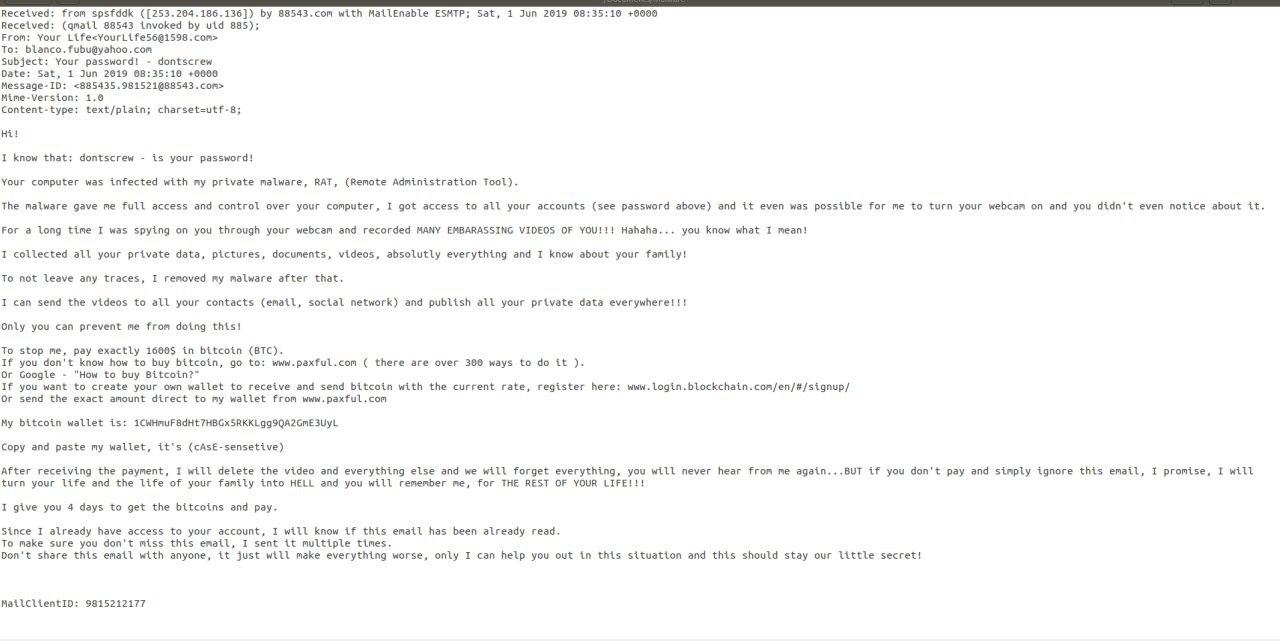 Received: from spsfddk ([253.204.186.136]) by 88543.com with MailEnable ESMTP; Sat, 1 Jun 2019 08:35:10 +0000
Received: (qmail 88543 invoked by uid 885);
From: Your Life<YourLife56@1598.com>
To: blanco.fubu@yahoo.com
Subject: Your password! - dontscrew
Date: Sat, 1 Jun 2019 08:35:10 +0000
Message-ID: <885435.981521@88543.com>
Mime-Version: 1.0
Content-type: text/plain; charset=utf-8;
Hi!
I know that: dontscrew - is your password!
Your computer was infected with my private malware, RAT, (Remote Administration Tool).
The malware gave me full access and control over your computer, I got access to all your accounts (see password above) and it even was possible for me to turn your webcam on and you didn't even notice about it.
For a long time I was spying on you through your webcam and recorded MANY EMBARASSING VIDEOS OF YOU!!! Hahaha... you know what I mean!
I collected all your private data, pictures, documents, videos, absolutly everything and I know about your family!
To not leave any traces, I removed my malware after that.
I can send the videos to all your contacts (email, social network) and publish all your private data everywhere!!!
Only you can prevent me from doing this!
To stop me, pay exactly 1600$ in bitcoin (BTC).
If you don't know how to buy bitcoin, go to: www.paxful.com ( there are over 300 ways to do it ).
Or Google - "How to buy Bitcoin?"
If you want to create your own wallet to receive and send bitcoin with the current rate, register here: www.login.blockchain.com/en/#/signup/
Or send the exact amount direct to my wallet from www.paxful.com
My bitcoin wallet is: 1CWHmuF8dHt7HBGx5RKKLgg9QA2GmE3UyL
Copy and paste my wallet, it's (cAsE-sensetive)
After receiving the payment, I will delete the video and everything else and we will forget everything, you will never hear from me again...BUT if you don't pay and simply ignore this email, I promise, I will
turn your life and the life of your family into HELL and you will remember me, for THE REST OF YOUR LIFE!!!
I give you 4 days to get the bitcoins and pay.
Since I already have access to your account, I will know if this email has been already read.
To make sure you don't miss this email, I sent it multiple times.
Don't share this email with anyone, it just will make everything worse, only I can help you out in this situation and this should stay our little secret!
MailClientID: 9815212177